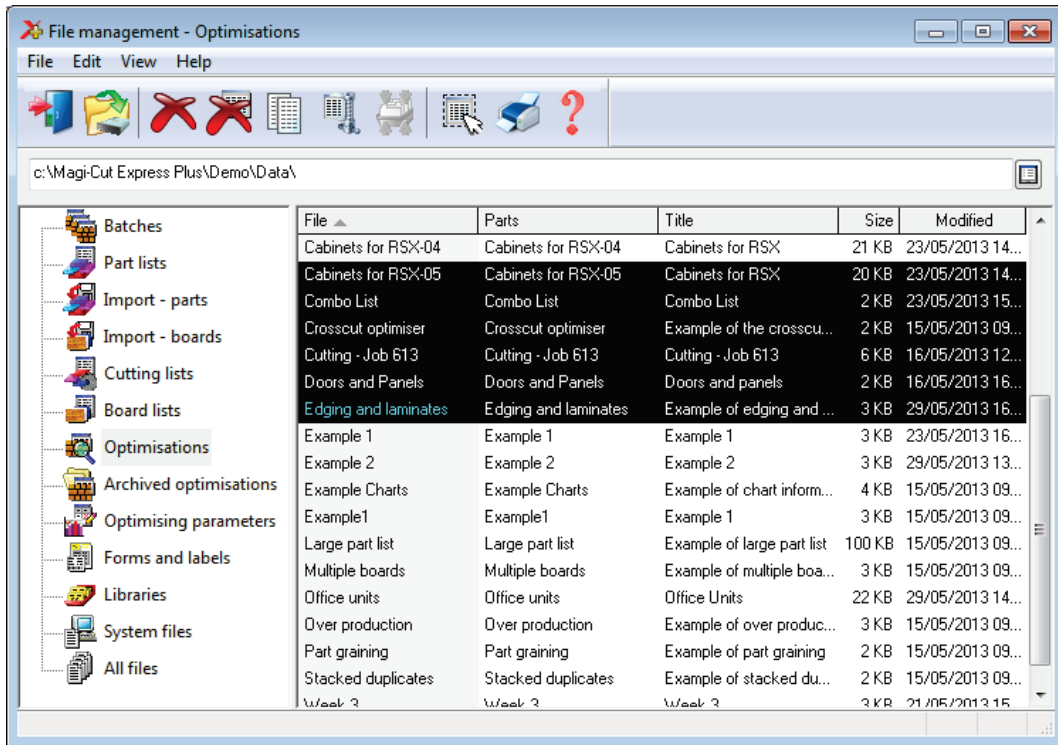 File management - Optimisations
File Edit View Help
c:\Magi-Cut Express Plus\Demo\Data\
Batches
Part lists
Import - parts
Import - boards
Cutting lists
Board lists
Optimisations
Archived optimisations
Optimising parameters
Forms and labels
Libraries
System files
All files
File Parts Title Size Modified
Cabinets for RSX-04 Cabinets for RSX-04 Cabinets for RSX 21 KB 23/05/2013 14...
Cabinets for RSX-05 Cabinets for RSX-05 Cabinets for RSX 20 KB 23/05/2013 14...
Combo List Combo List Combo List 2 KB 23/05/2013 15...
Crosscut optimiser Crosscut optimiser Example of the crosscu... 2 KB 15/05/2013 09...
Cutting - Job 613 Cutting - Job 613 Cutting - Job 613 6 KB 16/05/2013 12...
Doors and Panels Doors and Panels Doors and panels 2 KB 16/05/2013 16...
Edging and laminates Edging and laminates Example of edging and ... 3 KB 29/05/2013 16...
Example 1 Example 1 Example 1 3 KB 23/05/2013 16...
Example 2 Example 2 Example 2 3 KB 29/05/2013 13...
Example Charts Example Charts Example of chart inform... 4 KB 15/05/2013 09...
Example1 Example1 Example 1 3 KB 15/05/2013 09...
Large part list Large part list Example of large part list 100 KB 15/05/2013 09...
Multiple boards Multiple boards Example of multiple boa... 3 KB 15/05/2013 09...
Office units Office units Office Units 22 KB 29/05/2013 14...
Over production Over production Example of over produc... 3 KB 15/05/2013 09...
Part graining Part graining Example of part graining 2 KB 15/05/2013 09...
Stacked duplicates Stacked duplicates Example of stacked du... 2 KB 15/05/2013 09...
Week 3 Week 3 Week 3 3 KB 21/05/2013 15